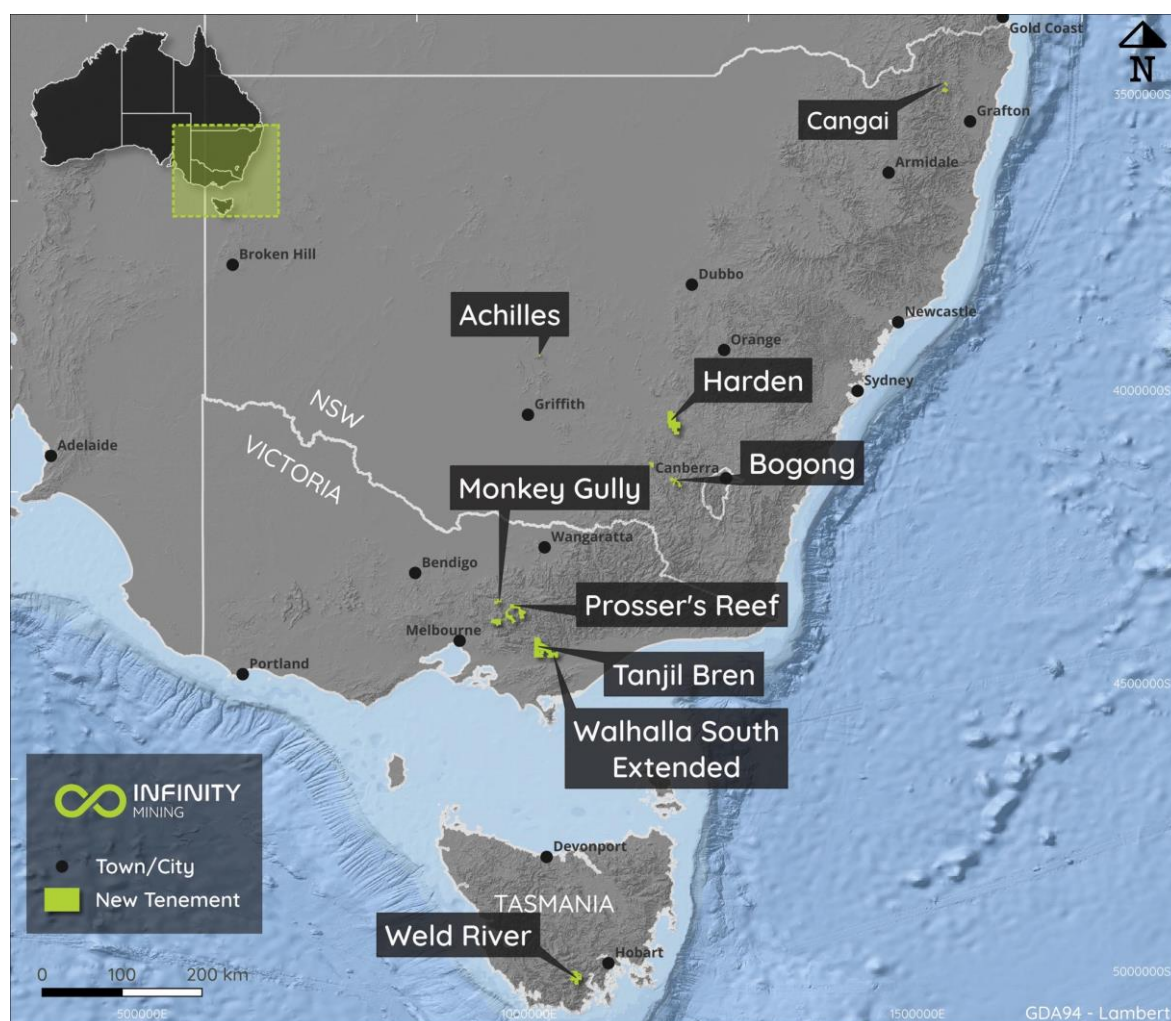 Gold Coast
N
3500000S
Cangai
Grafton
Armidale
Broken Hill
Dubbo
Achilles
Newcastle
Orange
Harden
Sydney
4000000S
NSW
Griffith
VICTORIA
Adelaide
Canberra
Bogong
Monkey Gully
Wangaratta
Bendigo
Prosser's Reef
Melbourne
Portland
Tanjil Bren
4500000S
Walhalla South
Extended
INFINITY
MINING
Town/City
New Tenement
Devonport
TASMANIA
Weld River
Hobart
0 100 200 km
5000000S
500000E
1000000E
1500000E
GDA94 - Lambert